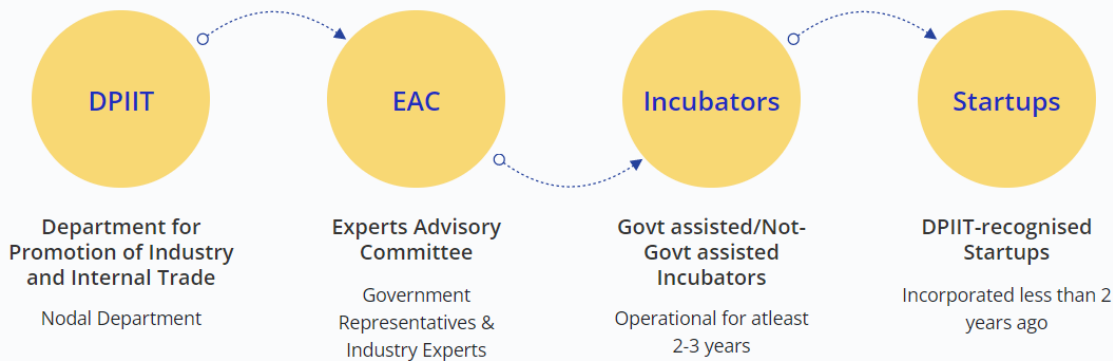 DPIIT
EAC
Incubators
Startups
Department for
Promotion of Industry
and Internal Trade
Nodal Department
Experts Advisory
Committee
Government
Representatives &
Industry Experts
Govt assisted/Not-
Govt assisted
Incubators
Operational for atleast
2-3 years
DPIIT-recognised
Startups
Incorporated less than 2
years ago